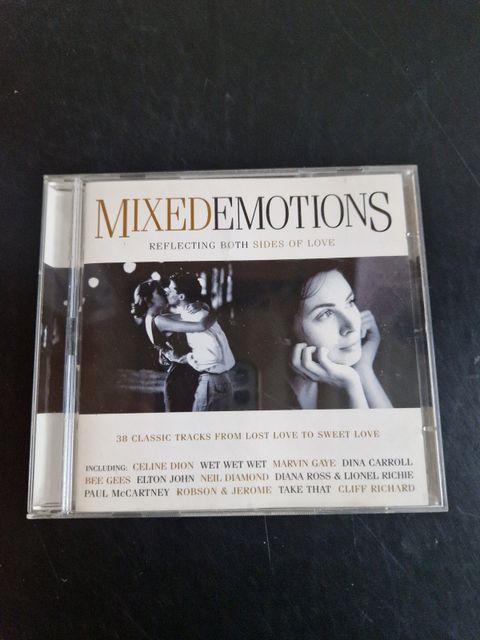 MIXEDEMOTIONS
REFLECTING BOTH SIDES OF LOVE
38 CLASSIC TRACKS FROM LOST LOVE TO SWEET LOVE
INCLUDING: CELINE DION WET WET WET MARVIN GAYE DINA CARROLL
BEE GEES ELTON JOHN NEIL DIAMOND DIANA ROSS & LIONEL RICHIE
PAUL McCARTNEY ROBSON & JEROME TAKE THAT CLIFF RICHARD